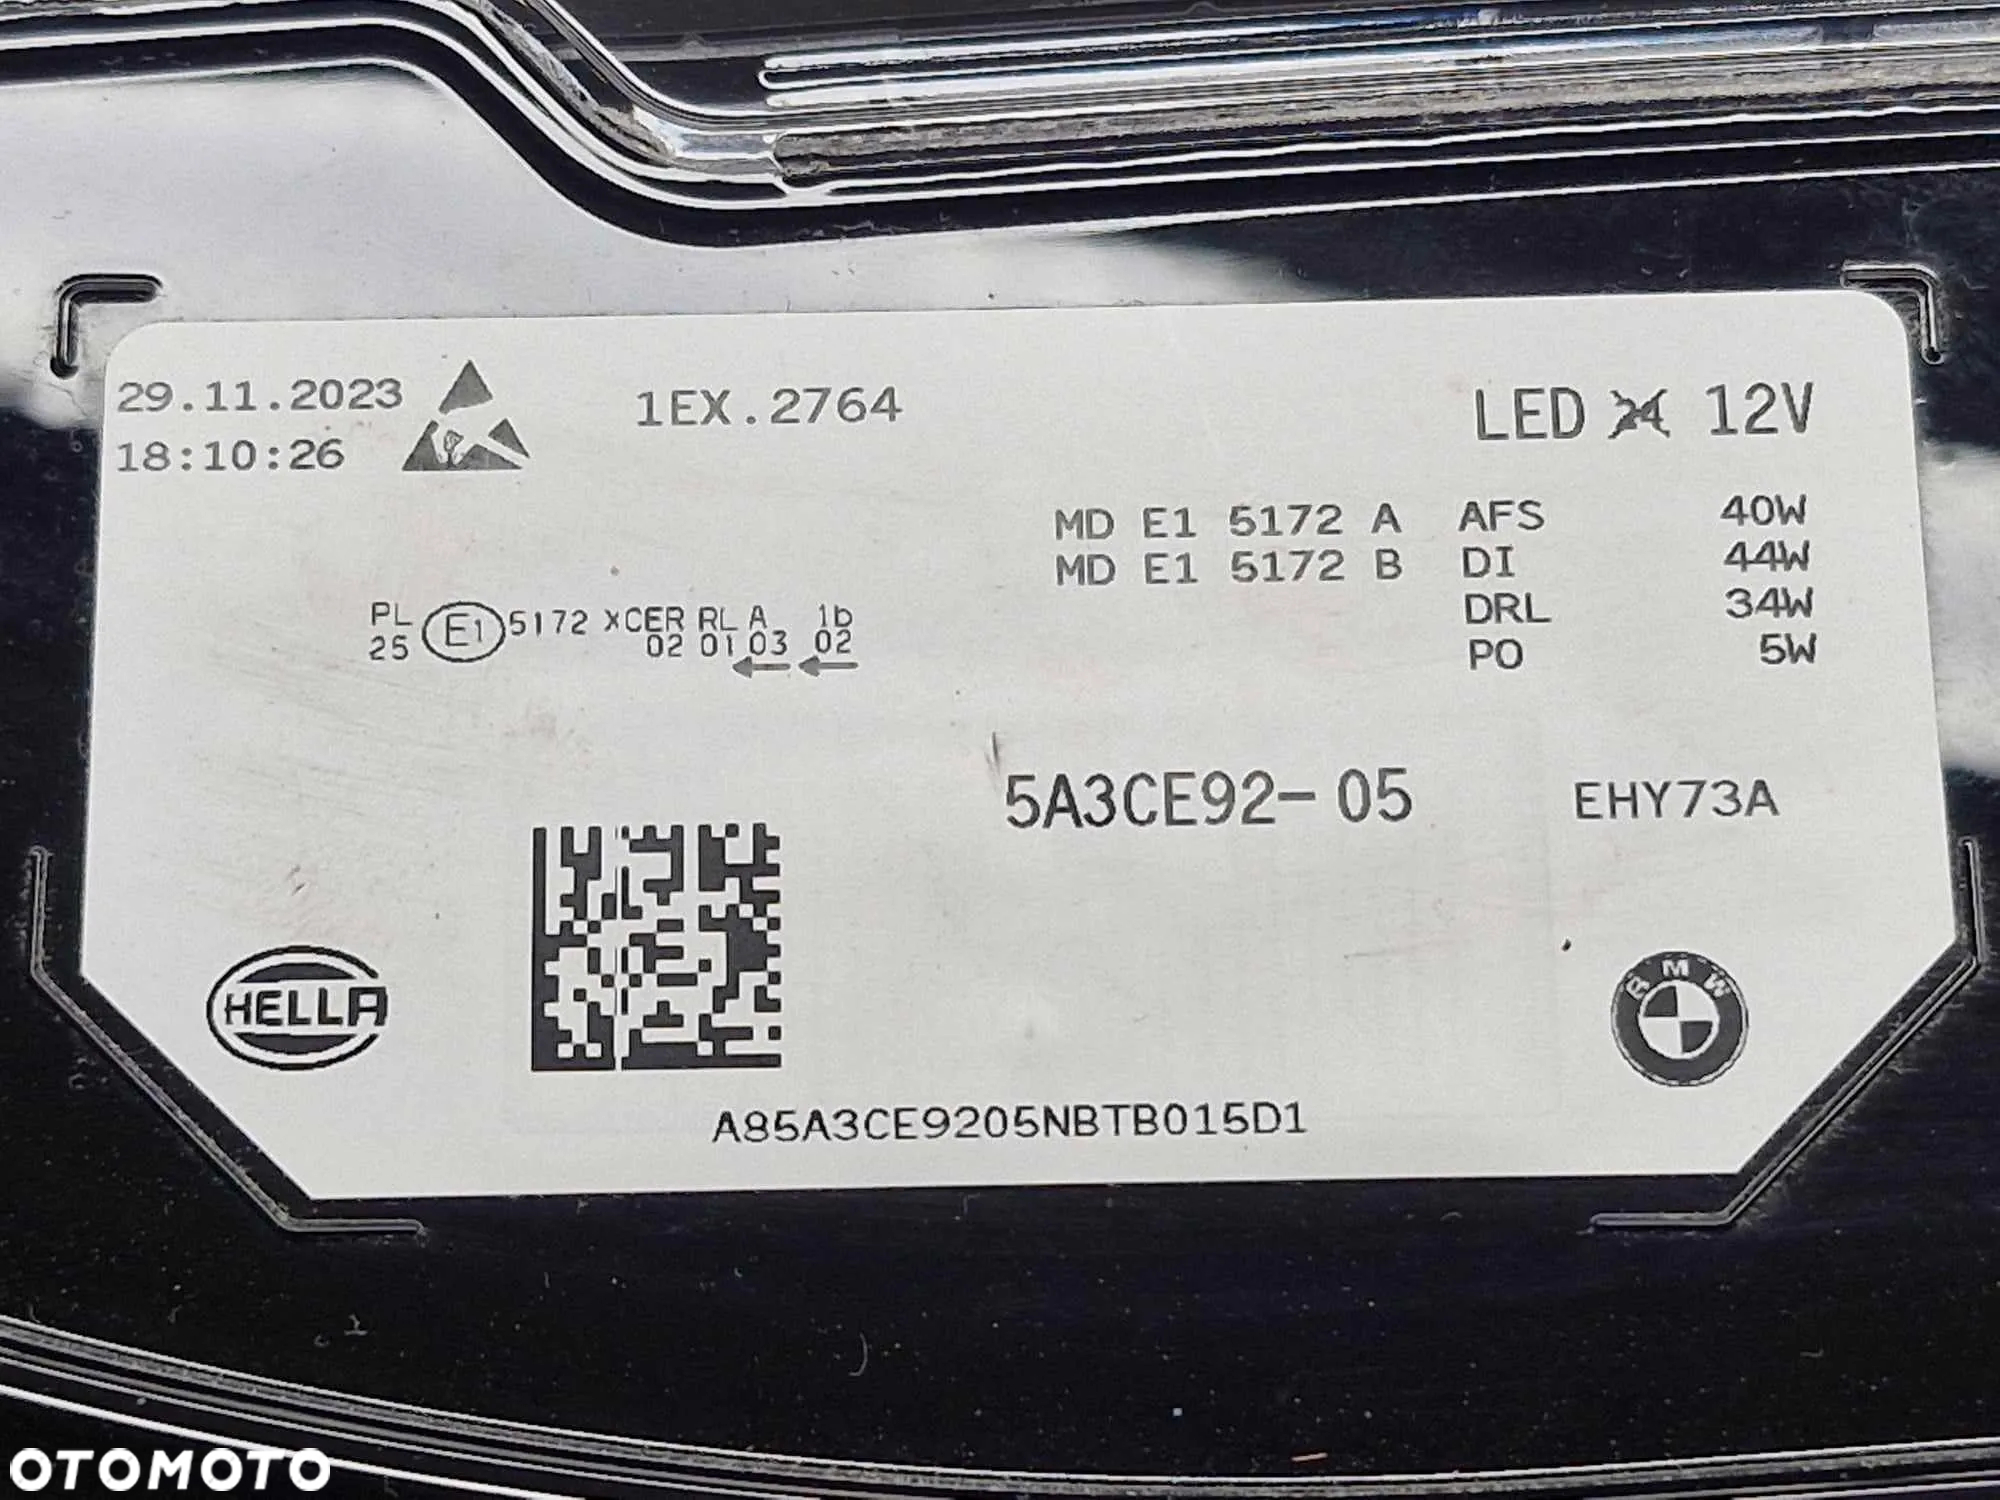 29.11.2023
18:10:26
1EX.2764
LED 12V
MD E1 5172 A AFS 40W
MD E1 5172 B DI 44W
DRL 34W
PO 5W
PL E1 5172 XCER RL A 1b
25 02 01 03 02
5A3CE92-05 EHY73A
HELLA
BMW
A85A3CE9205NBTB015D1
OTOMOTO